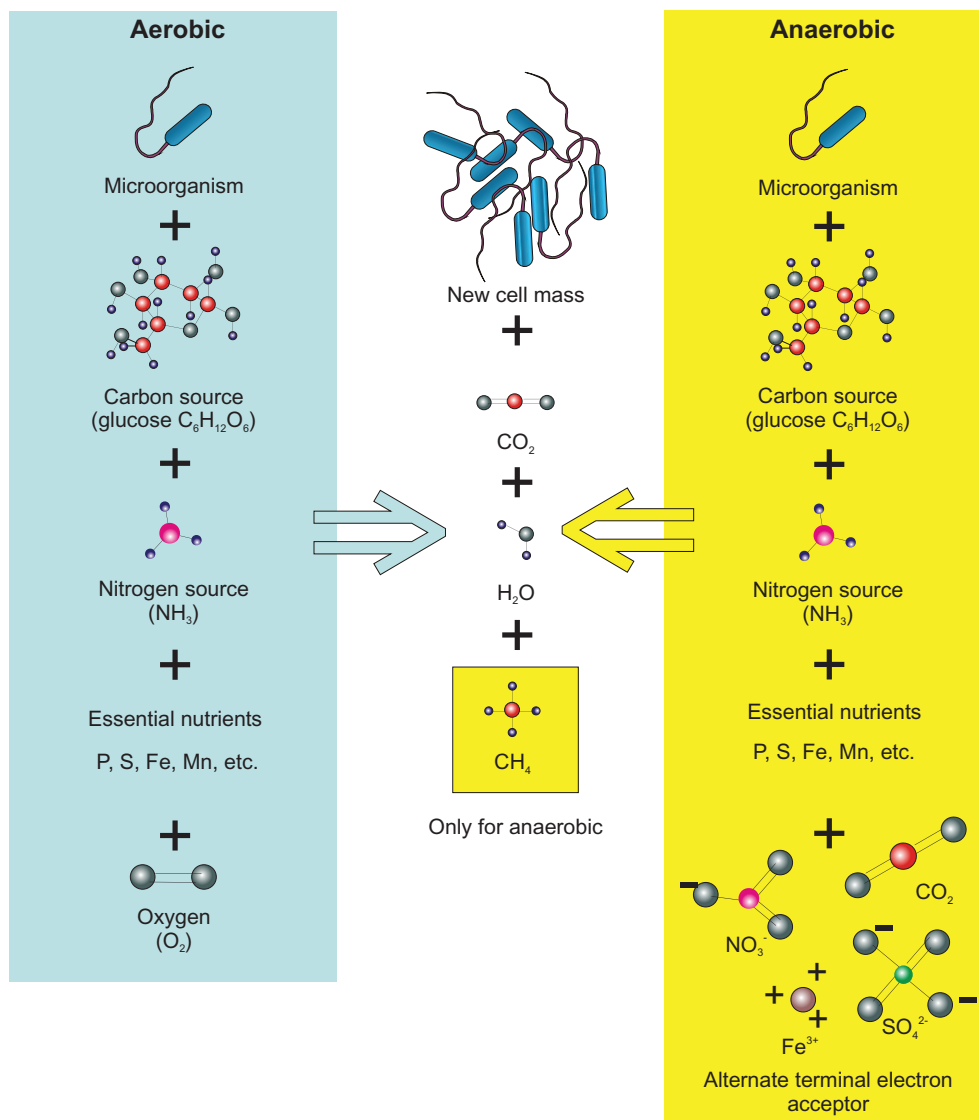 Aerobic
Microorganism
+
Carbon source
(glucose C₆H₁₂O₆)
+
Nitrogen source
(NH₃)
+
Essential nutrients
P, S, Fe, Mn, etc.
+
Oxygen
(O₂)
New cell mass
+
CO₂
+
H₂O
+
CH₄
Only for anaerobic
Anaerobic
Microorganism
+
Carbon source
(glucose C₆H₁₂O₆)
+
Nitrogen source
(NH₃)
+
Essential nutrients
P, S, Fe, Mn, etc.
+
CO₂
NO₃⁻
SO₄²⁻
Fe³⁺
Alternate terminal electron
acceptor